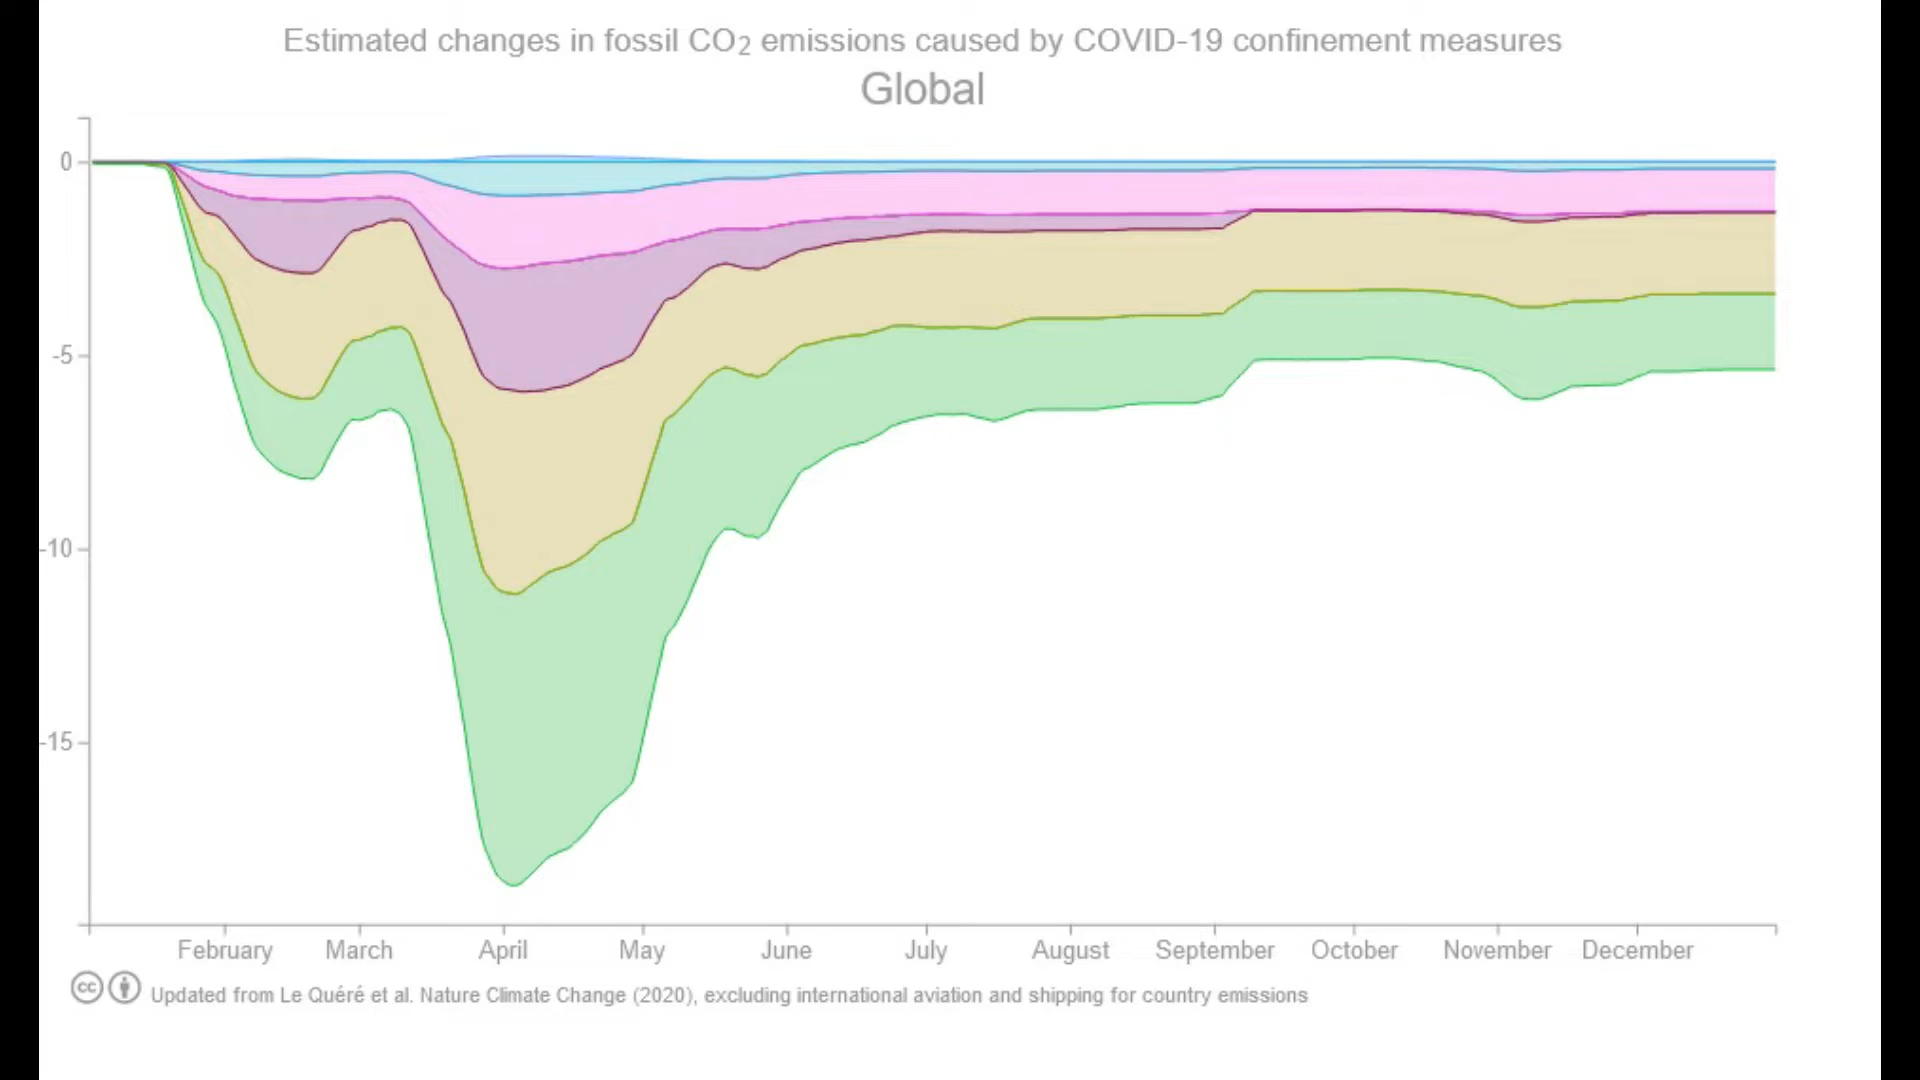 Estimated changes in fossil CO₂ emissions caused by COVID-19 confinement measures
Global
0
-5
-10
-15
February March April May June July August September October November December
cc Updated from Le Quéré et al. Nature Climate Change (2020), excluding international aviation and shipping for country emissions